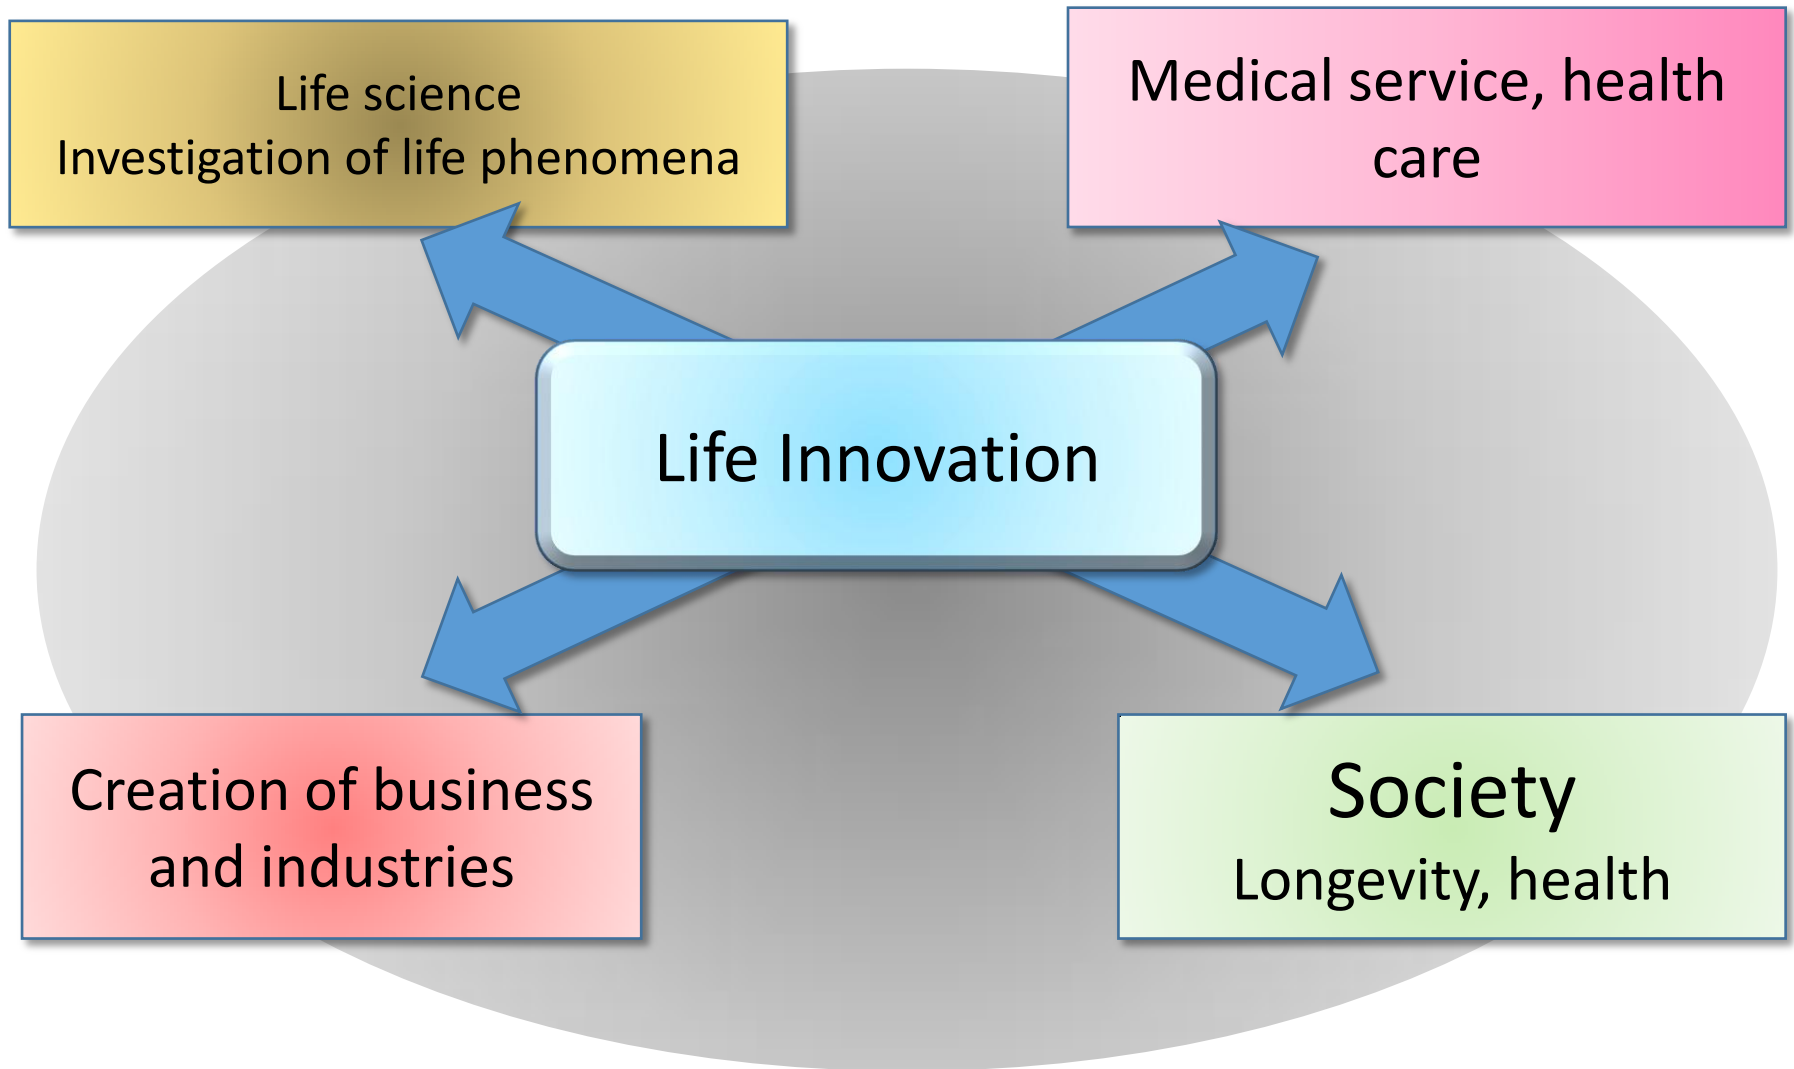 Life science
Investigation of life phenomena
Medical service, health
care
Life Innovation
Creation of business
and industries
Society
Longevity, health